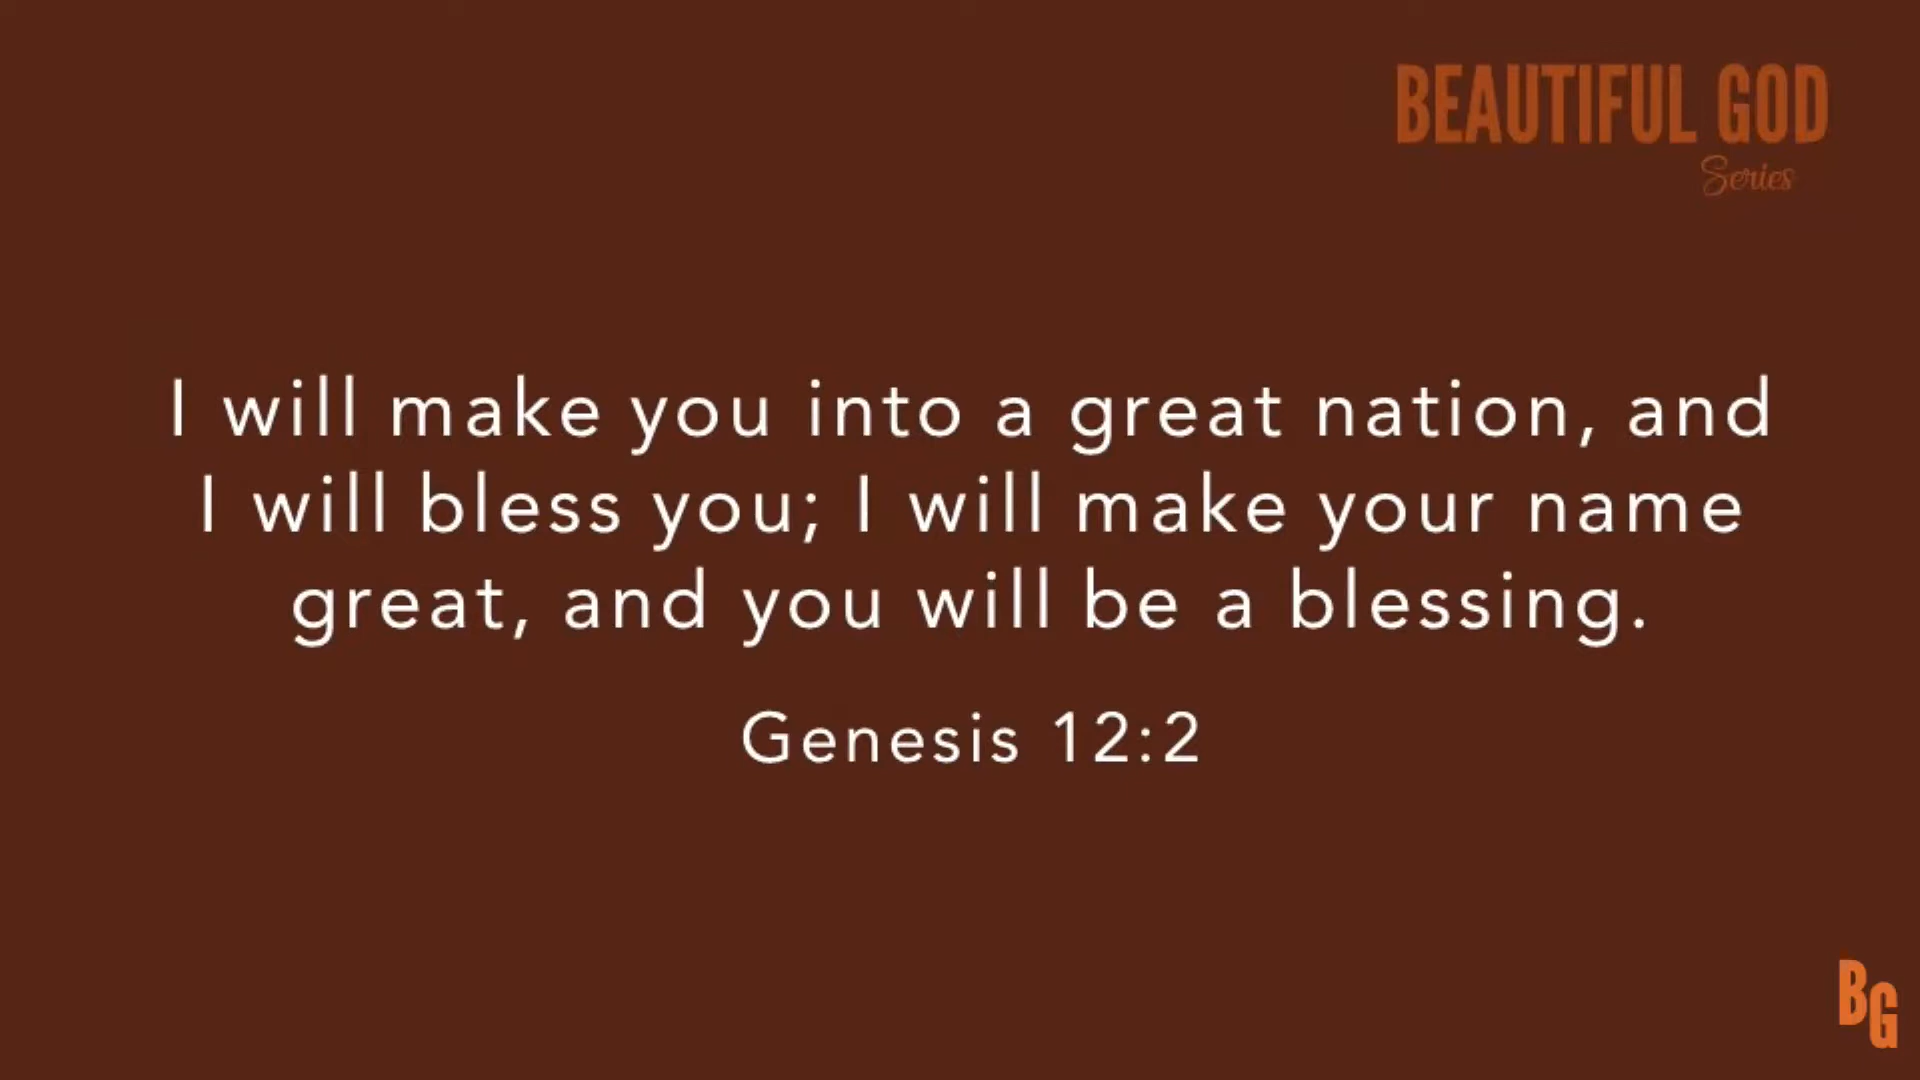 BEAUTIFUL GOD
Series
I will make you into a great nation, and
I will bless you; I will make your name
great, and you will be a blessing.
Genesis 12:2
BG